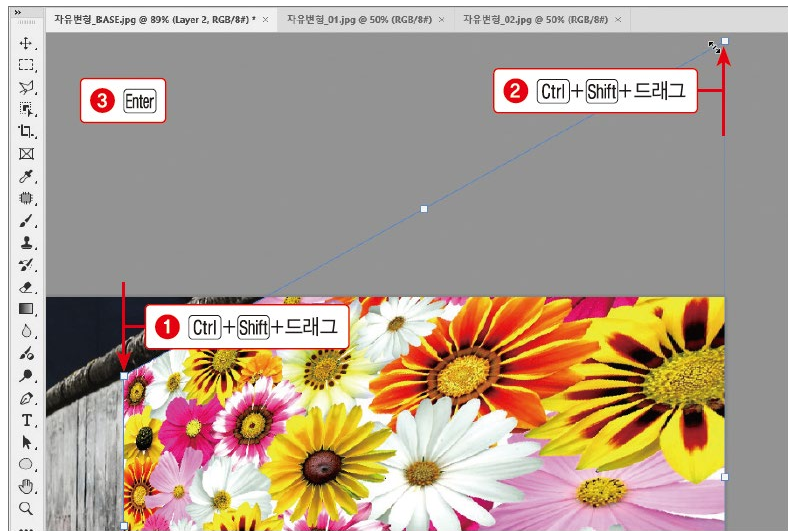 자유변형_BASE.jpg @ 89% (Layer 2, RGB/8#) * × 자유변형_01.jpg @ 50% (RGB/8#) × 자유변형_02.jpg @ 50% (RGB/8#) ×
3 Enter
2 Ctrl+Shift+드래그
1 Ctrl+Shift+드래그